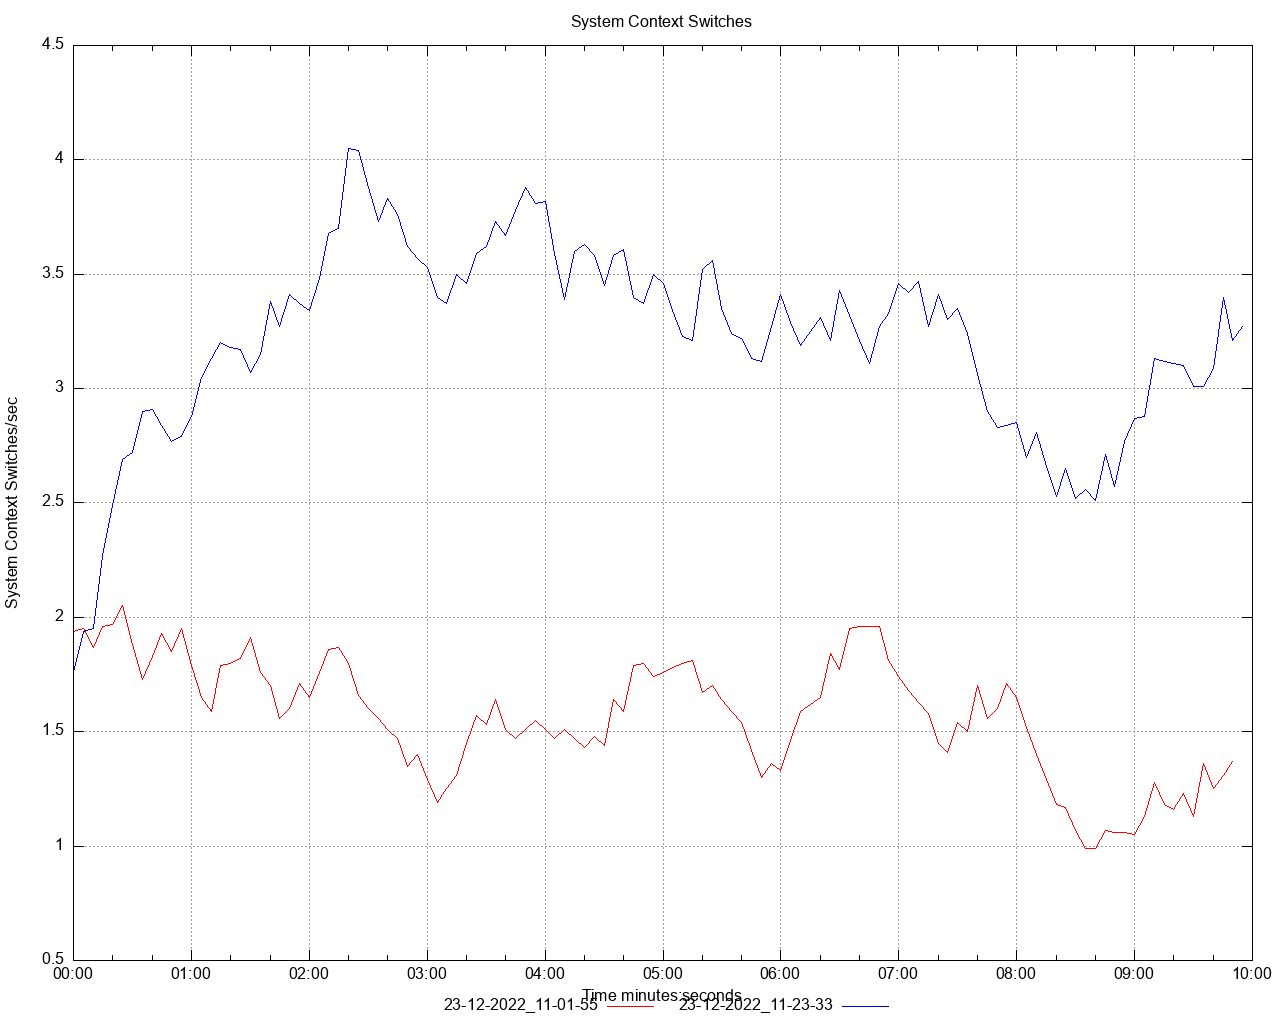 System Context Switches
4.5
4
3.5
3
2.5
2
1.5
1
0.5
System Context Switches/sec
00:00 01:00 02:00 03:00 04:00 05:00 06:00 07:00 08:00 09:00 10:00
Time minutes:seconds
23-12-2022_11-01-55 23-12-2022_11-23-33